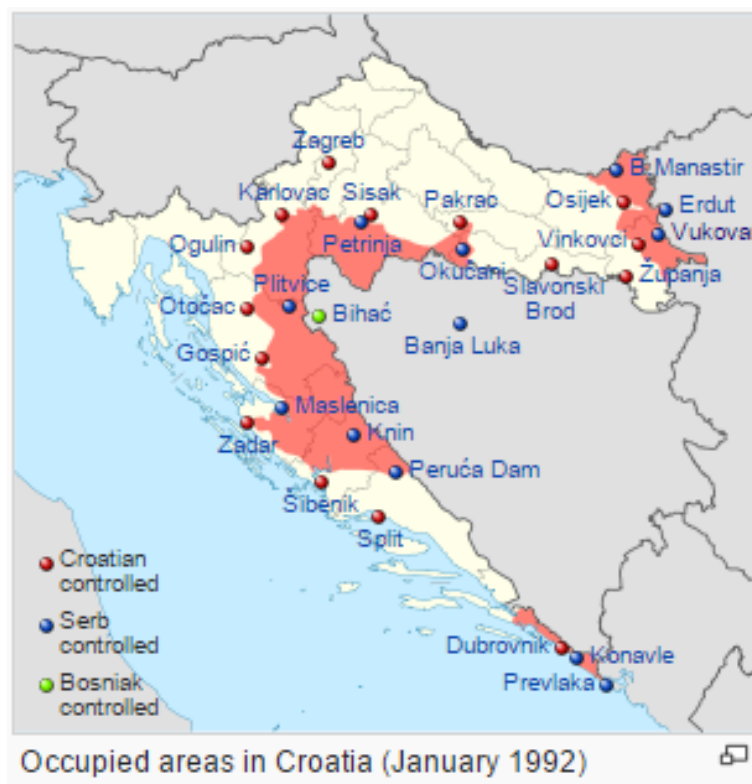 Zagreb
B.Manastir
Karlovac
Sisak
Pakrac
Osijek
Erdut
Petrinja
Vukovar
Ogulin
Vinkovci
Okučani
Plitvice
Slavonski
Brod
Županja
Otočac
Bihać
Banja Luka
Gospić
Maslenica
Zadar
Knin
Peruća Dam
Šibenik
Split
Croatian
controlled
Serb
controlled
Bosniak
controlled
Dubrovnik
Konavle
Prevlaka
Occupied areas in Croatia (January 1992)